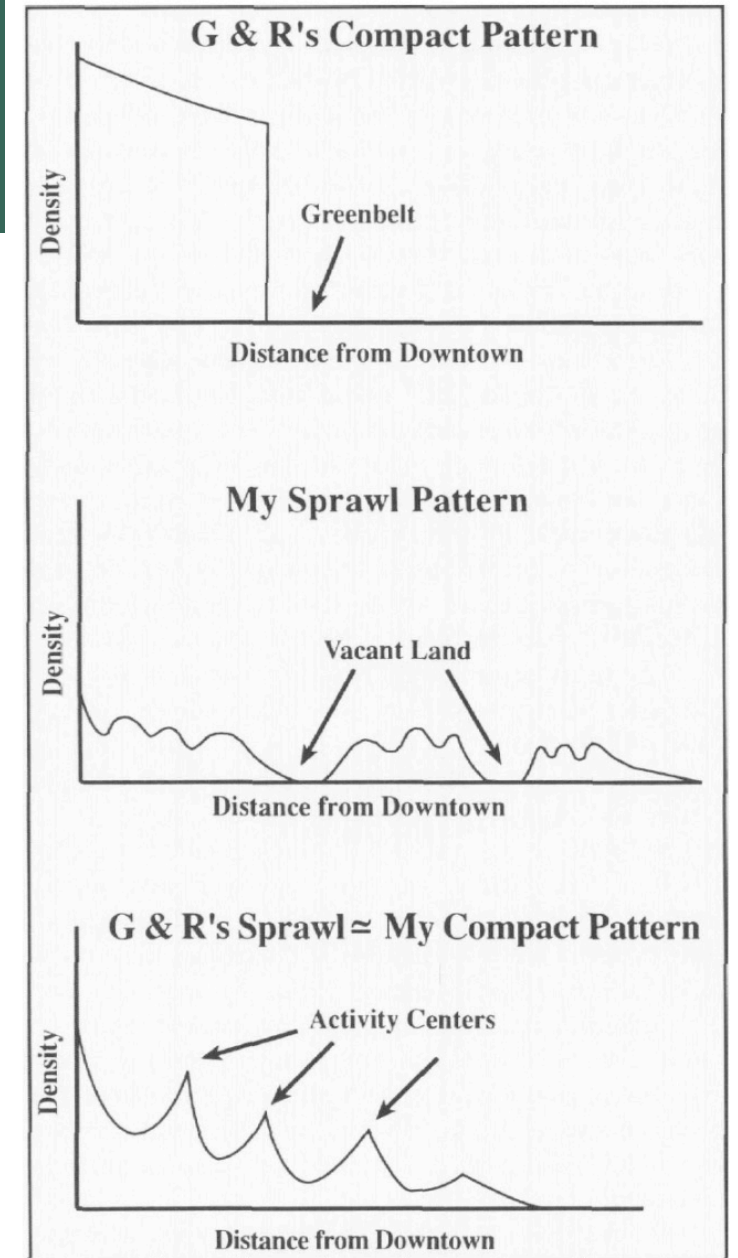 G & R's Compact Pattern
Density
Greenbelt
Distance from Downtown
My Sprawl Pattern
Density
Vacant Land
Distance from Downtown
G & R's Sprawl ≃ My Compact Pattern
Density
Activity Centers
Distance from Downtown